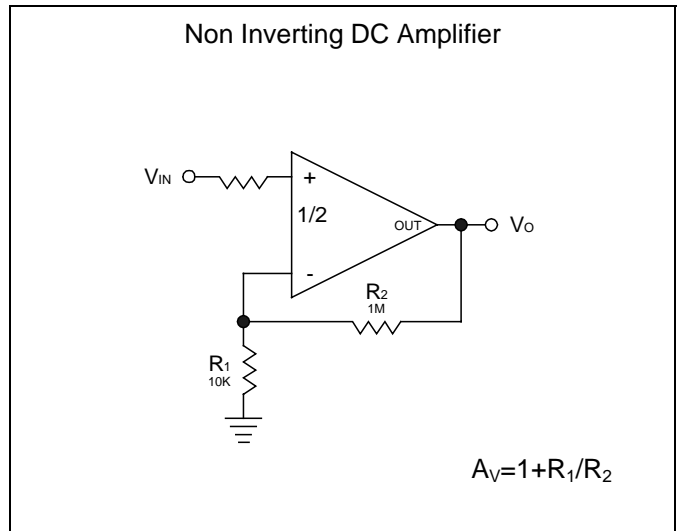 Non Inverting DC Amplifier
VIN
+
1/2
OUT
VO
-
R2
1M
R1
10K
AV=1+R1/R2